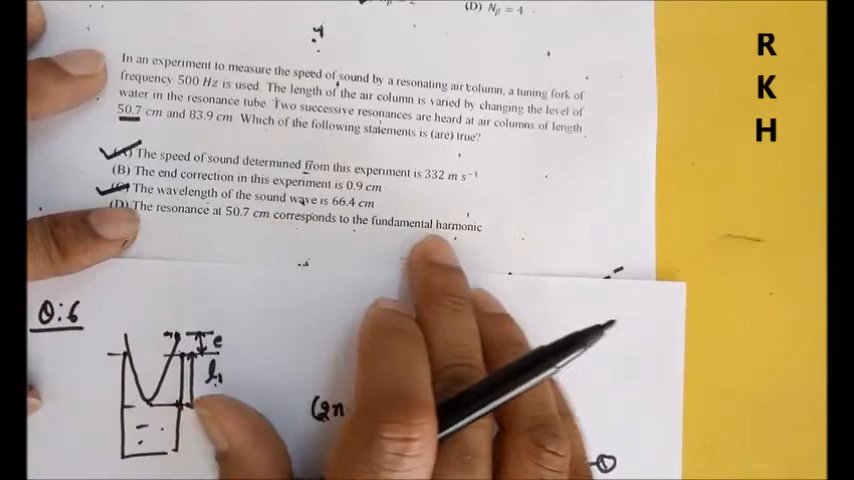 (D) Nβ = 4
R
K
H
In an experiment to measure the speed of sound by a resonating air column, a tuning fork of
frequency 500 Hz is used. The length of the air column is varied by changing the level of
water in the resonance tube. Two successive resonances are heard at air columns of length
50.7 cm and 83.9 cm. Which of the following statements is (are) true?
(A) The speed of sound determined from this experiment is 332 m s⁻¹
(B) The end correction in this experiment is 0.9 cm
(C) The wavelength of the sound wave is 66.4 cm
(D) The resonance at 50.7 cm corresponds to the fundamental harmonic
Q:6
e
l₁
(2n
①